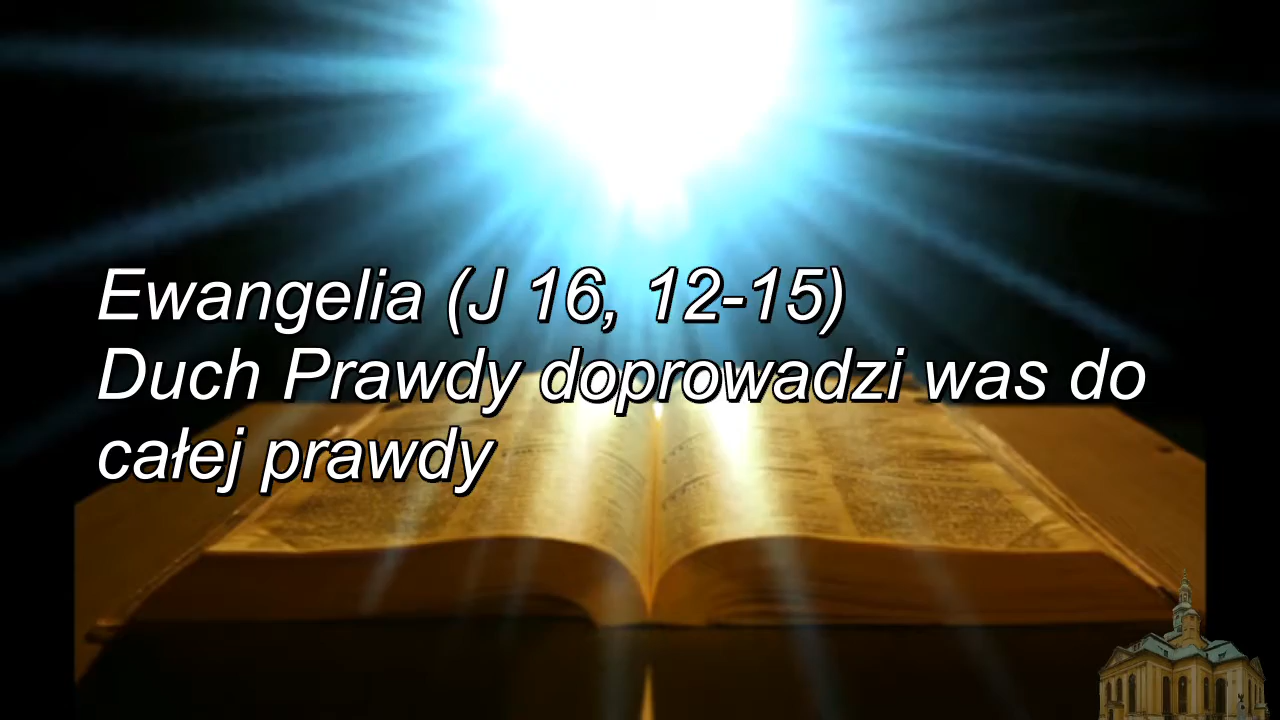 Ewangelia (J 16, 12-15)
Duch Prawdy doprowadzi was do
całej prawdy